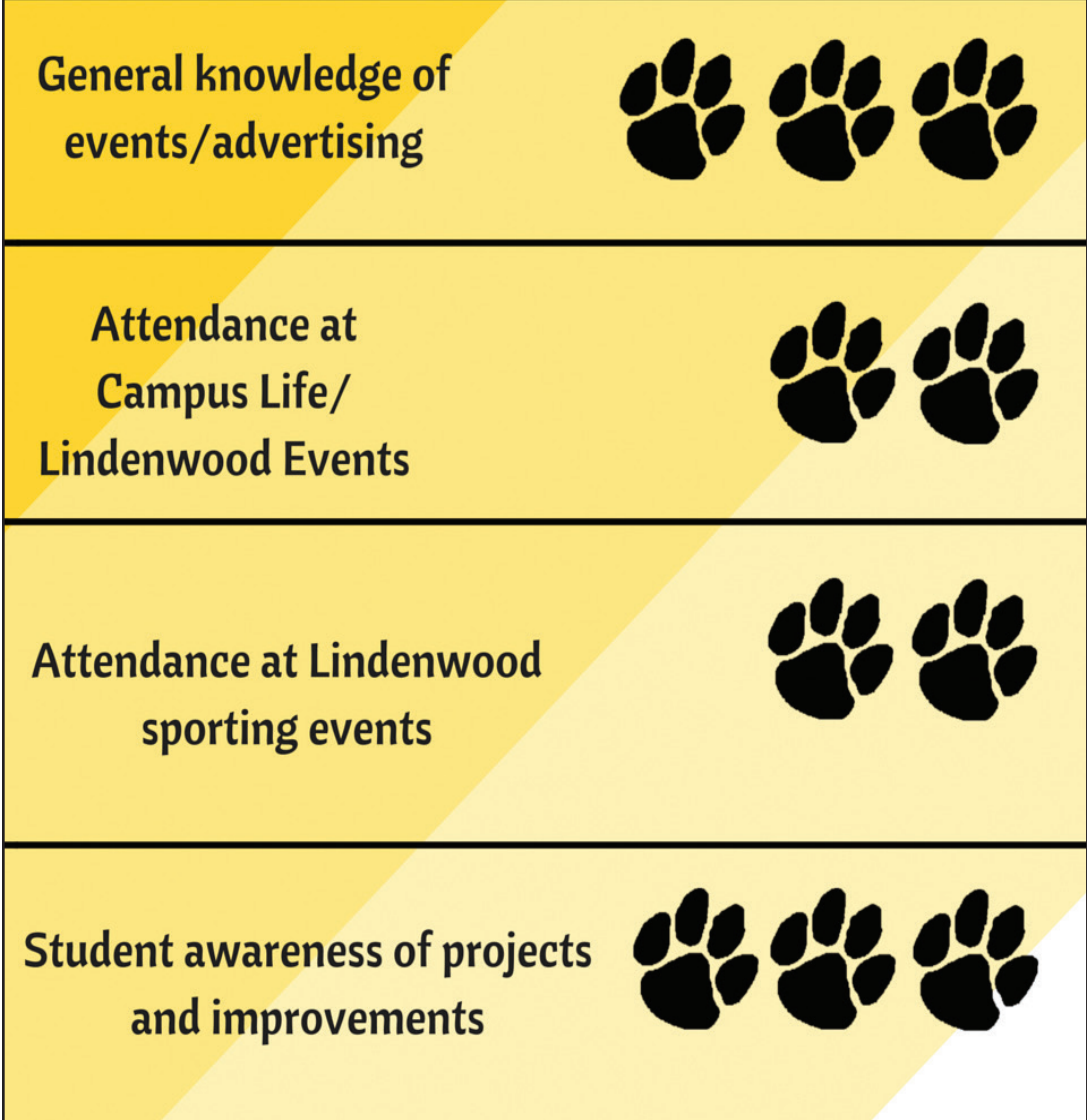 General knowledge of
events/advertising
Attendance at
Campus Life/
Lindenwood Events
Attendance at Lindenwood
sporting events
Student awareness of projects
and improvements